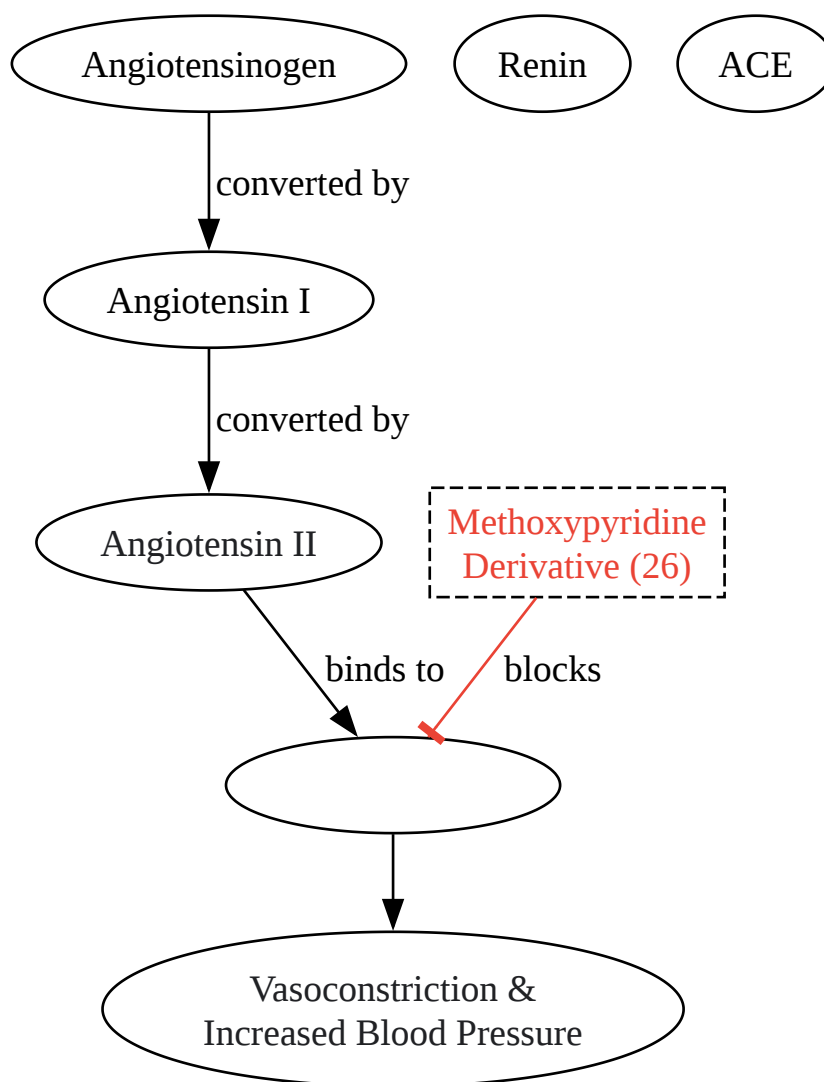 Angiotensinogen
Renin
ACE
converted by
Angiotensin I
converted by
Angiotensin II
Methoxypyridine
Derivative (26)
binds to
blocks
Vasoconstriction &
Increased Blood Pressure